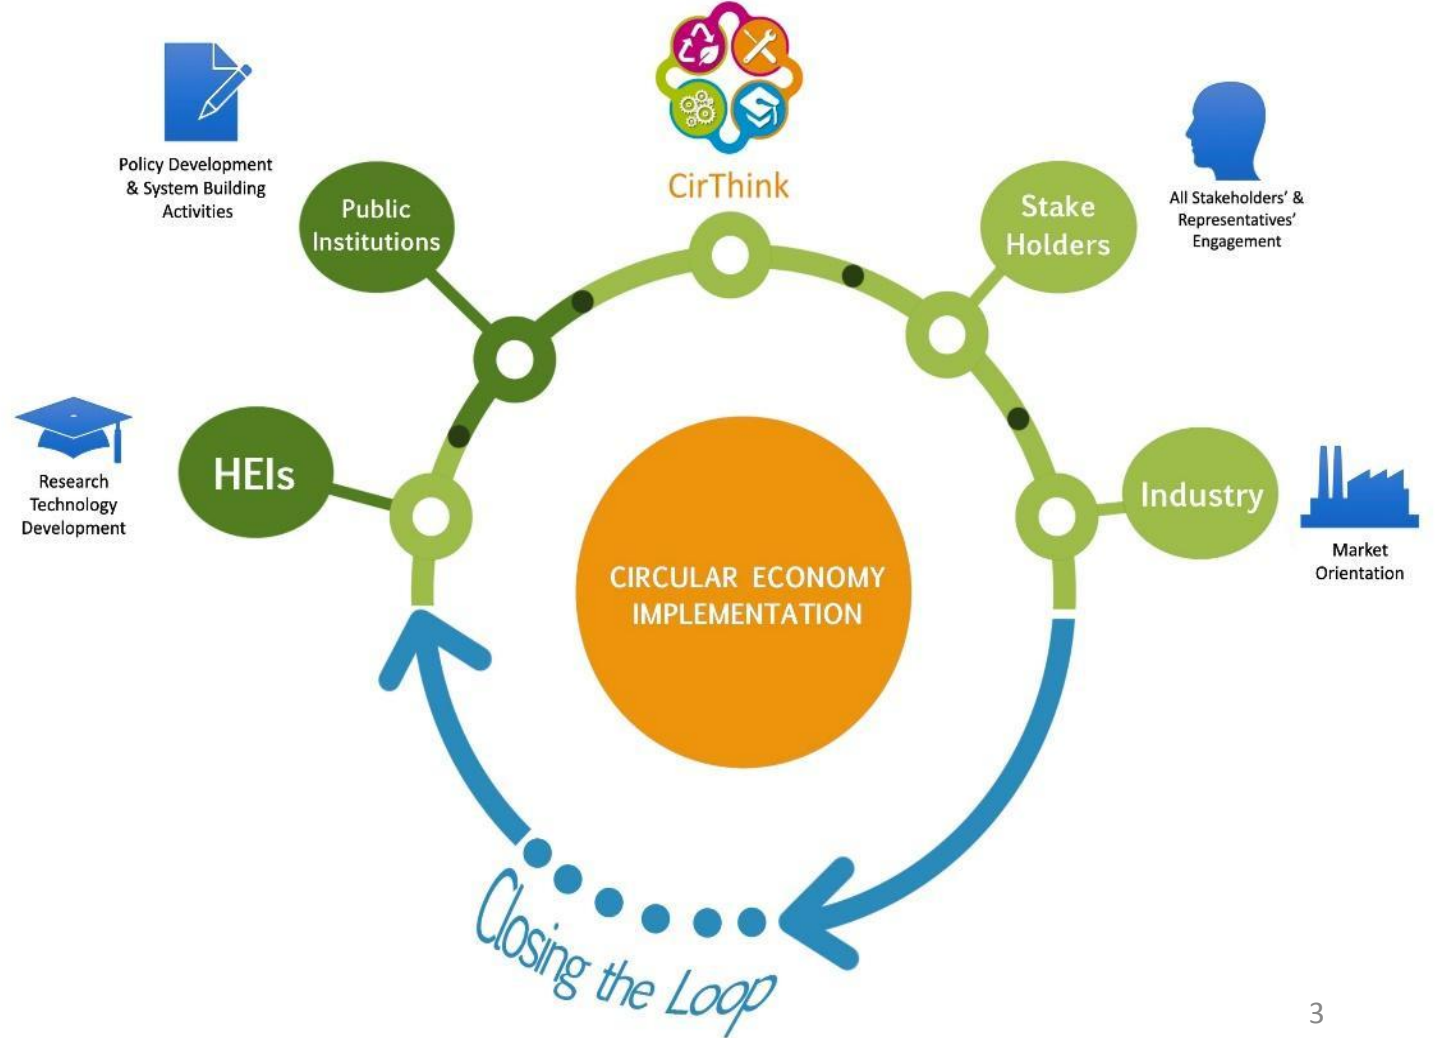 CirThink
Policy Development
& System Building
Activities
Public
Institutions
Stake
Holders
All Stakeholders’ &
Representatives’
Engagement
HEIs
Research
Technology
Development
Industry
Market
Orientation
CIRCULAR ECONOMY
IMPLEMENTATION
Closing the Loop
3